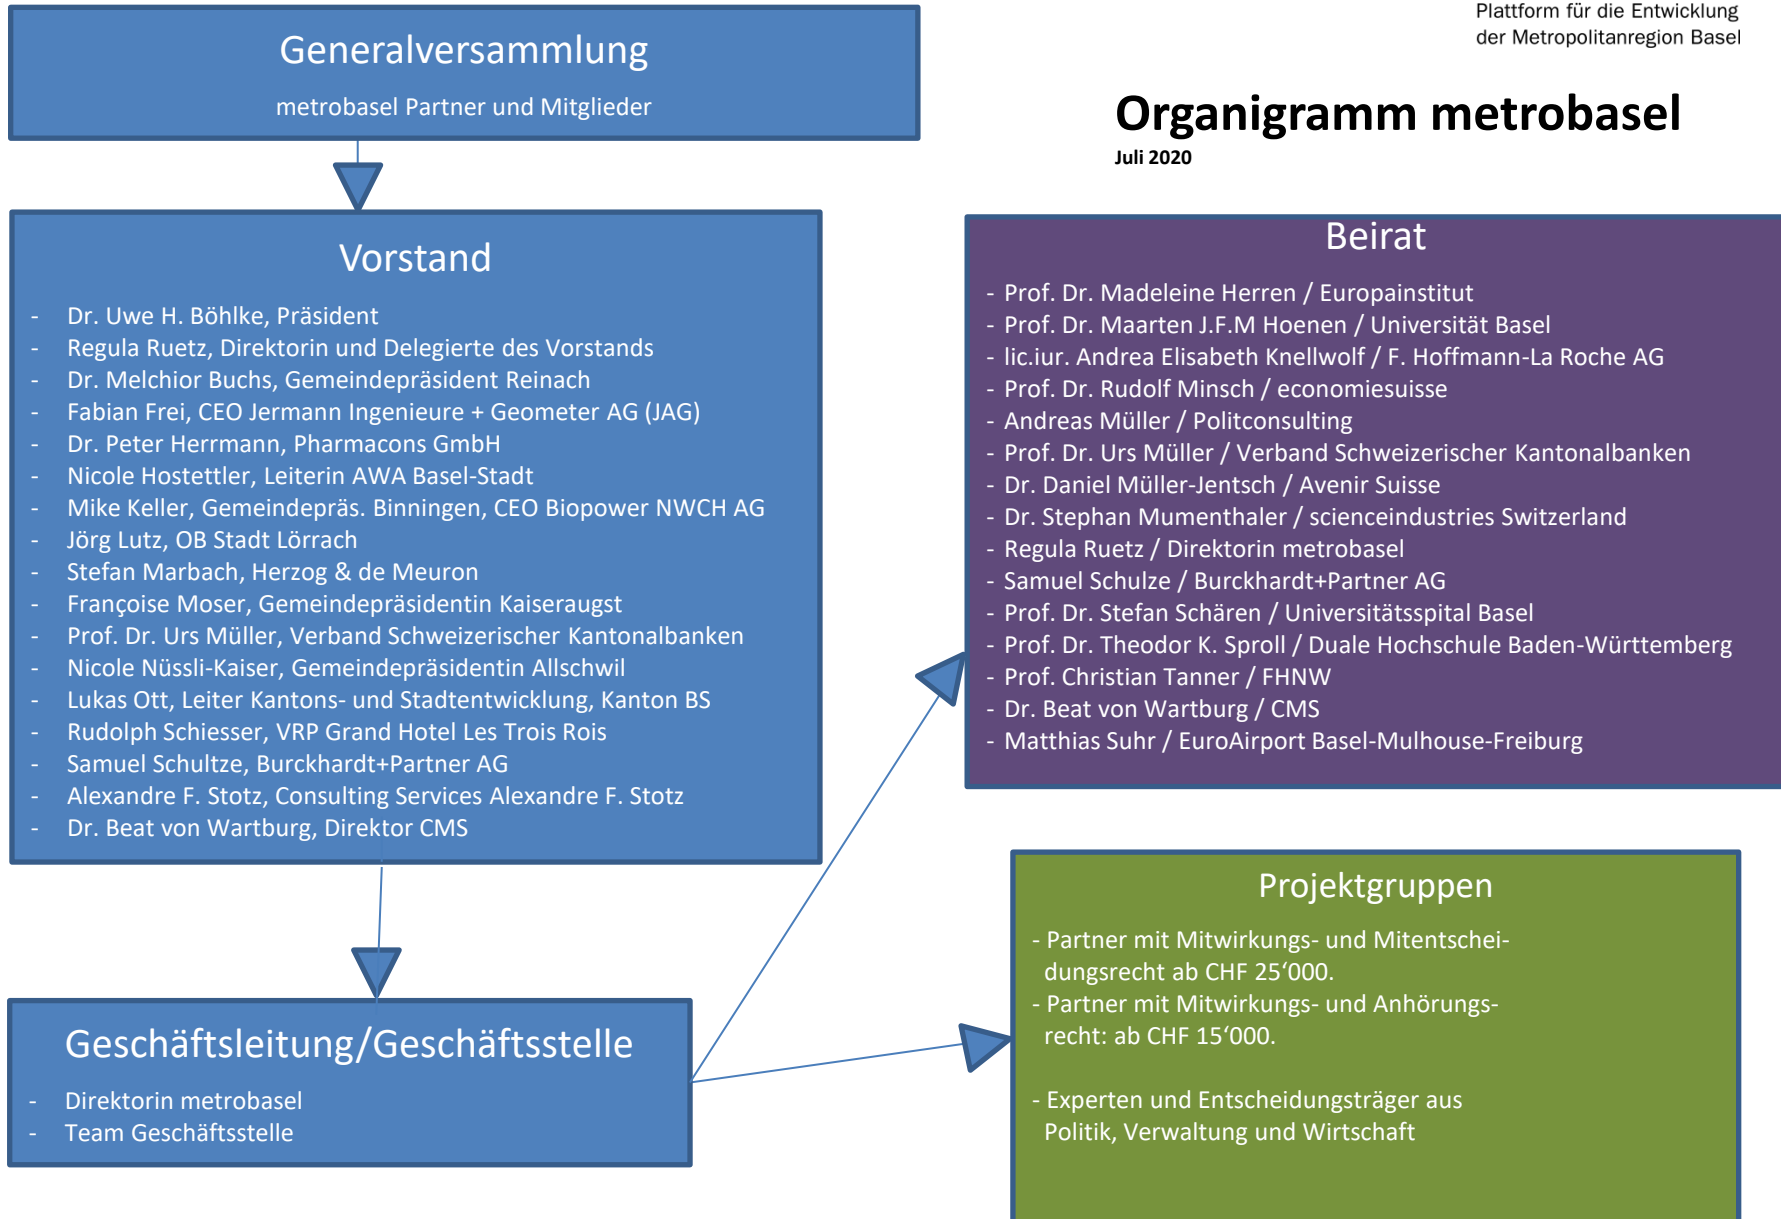 Plattform für die Entwicklung
der Metropolitanregion Basel
Organigramm metrobasel
Juli 2020
Generalversammlung
metrobasel Partner und Mitglieder
Vorstand
- Dr. Uwe H. Böhlke, Präsident
- Regula Ruetz, Direktorin und Delegierte des Vorstands
- Dr. Melchior Buchs, Gemeindepräsident Reinach
- Fabian Frei, CEO Jermann Ingenieure + Geometer AG (JAG)
- Dr. Peter Herrmann, Pharmacons GmbH
- Nicole Hostettler, Leiterin AWA Basel-Stadt
- Mike Keller, Gemeindepräs. Binningen, CEO Biopower NWCH AG
- Jörg Lutz, OB Stadt Lörrach
- Stefan Marbach, Herzog & de Meuron
- Françoise Moser, Gemeindepräsidentin Kaiseraugst
- Prof. Dr. Urs Müller, Verband Schweizerischer Kantonalbanken
- Nicole Nüssli-Kaiser, Gemeindepräsidentin Allschwil
- Lukas Ott, Leiter Kantons- und Stadtentwicklung, Kanton BS
- Rudolph Schiesser, VRP Grand Hotel Les Trois Rois
- Samuel Schultze, Burckhardt+Partner AG
- Alexandre F. Stotz, Consulting Services Alexandre F. Stotz
- Dr. Beat von Wartburg, Direktor CMS
Beirat
- Prof. Dr. Madeleine Herren / Europainstitut
- Prof. Dr. Maarten J.F.M Hoenen / Universität Basel
- lic.iur. Andrea Elisabeth Knellwolf / F. Hoffmann-La Roche AG
- Prof. Dr. Rudolf Minsch / economiesuisse
- Andreas Müller / Politconsulting
- Prof. Dr. Urs Müller / Verband Schweizerischer Kantonalbanken
- Dr. Daniel Müller-Jentsch / Avenir Suisse
- Dr. Stephan Mumenthaler / scienceindustries Switzerland
- Regula Ruetz / Direktorin metrobasel
- Samuel Schulze / Burckhardt+Partner AG
- Prof. Dr. Stefan Schären / Universitätsspital Basel
- Prof. Dr. Theodor K. Sproll / Duale Hochschule Baden-Württemberg
- Prof. Christian Tanner / FHNW
- Dr. Beat von Wartburg / CMS
- Matthias Suhr / EuroAirport Basel-Mulhouse-Freiburg
Geschäftsleitung/Geschäftsstelle
- Direktorin metrobasel
- Team Geschäftsstelle
Projektgruppen
- Partner mit Mitwirkungs- und Mitentschei-
dungsrecht ab CHF 25‘000.
- Partner mit Mitwirkungs- und Anhörungs-
recht: ab CHF 15‘000.
- Experten und Entscheidungsträger aus
Politik, Verwaltung und Wirtschaft